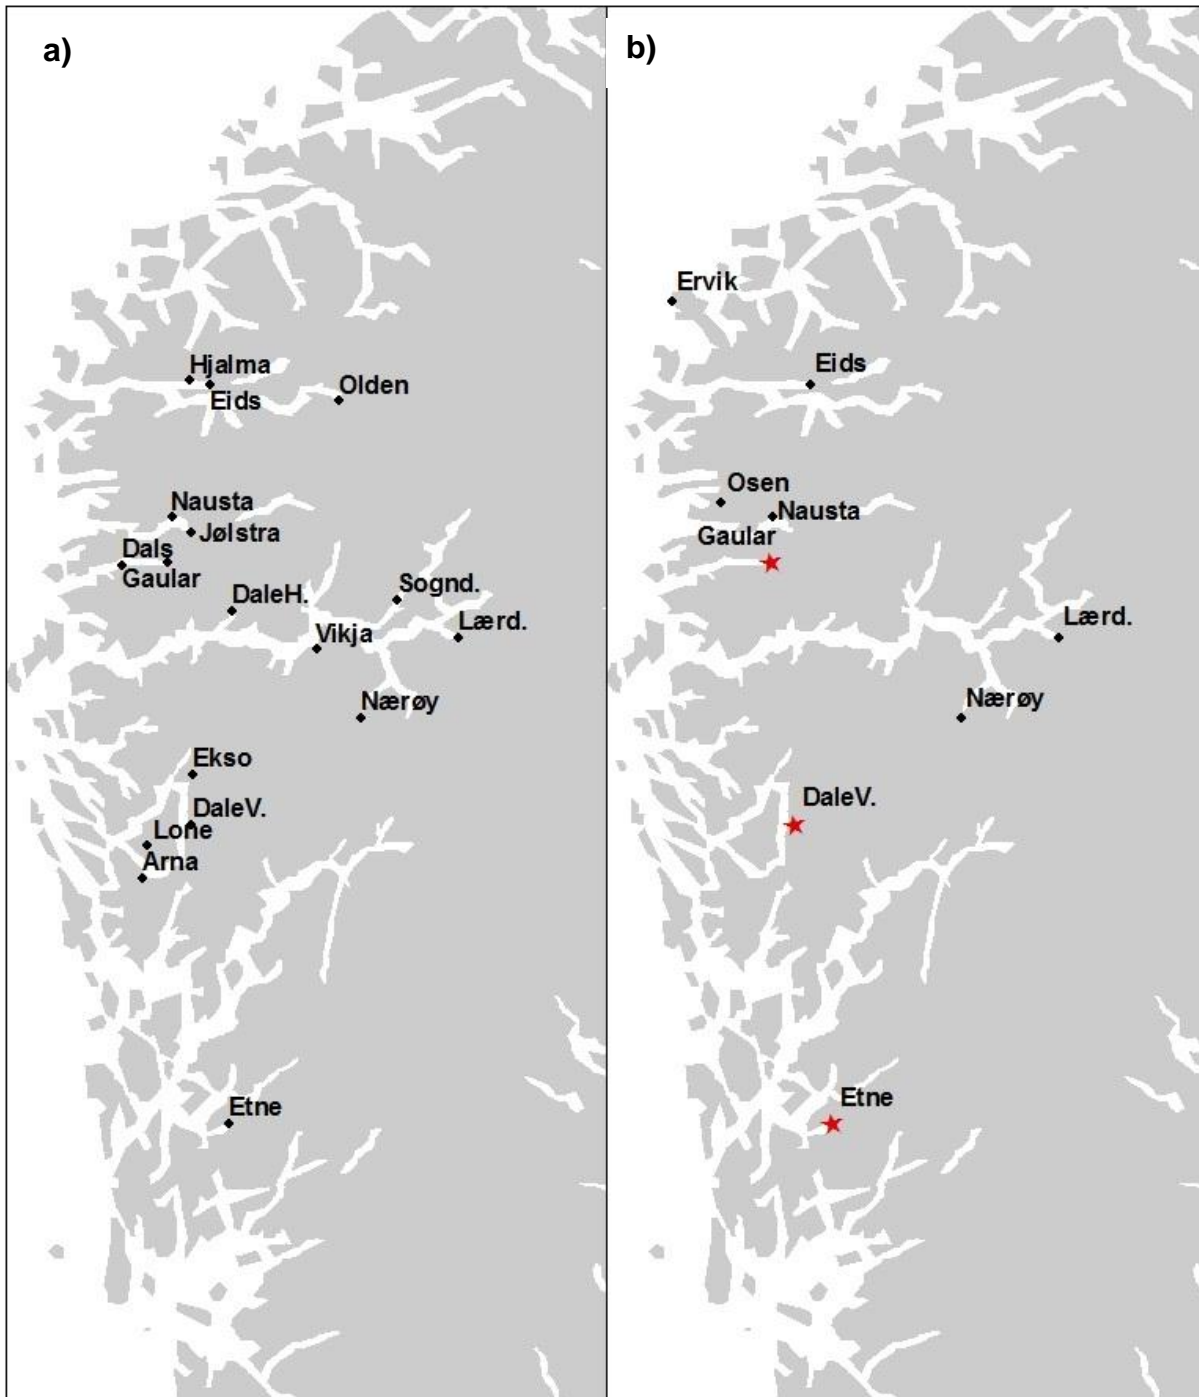 a)
Hjalma
Eids
Olden
Nausta
Jølstra
Dals
Gaular
DaleH.
Sognd.
Vikja
Lærd.
Nærøy
Ekso
DaleV.
Lone
Arna
Etne
b)
Ervik
Eids
Osen
Nausta
Gaular
Lærd.
Nærøy
DaleV.
Etne